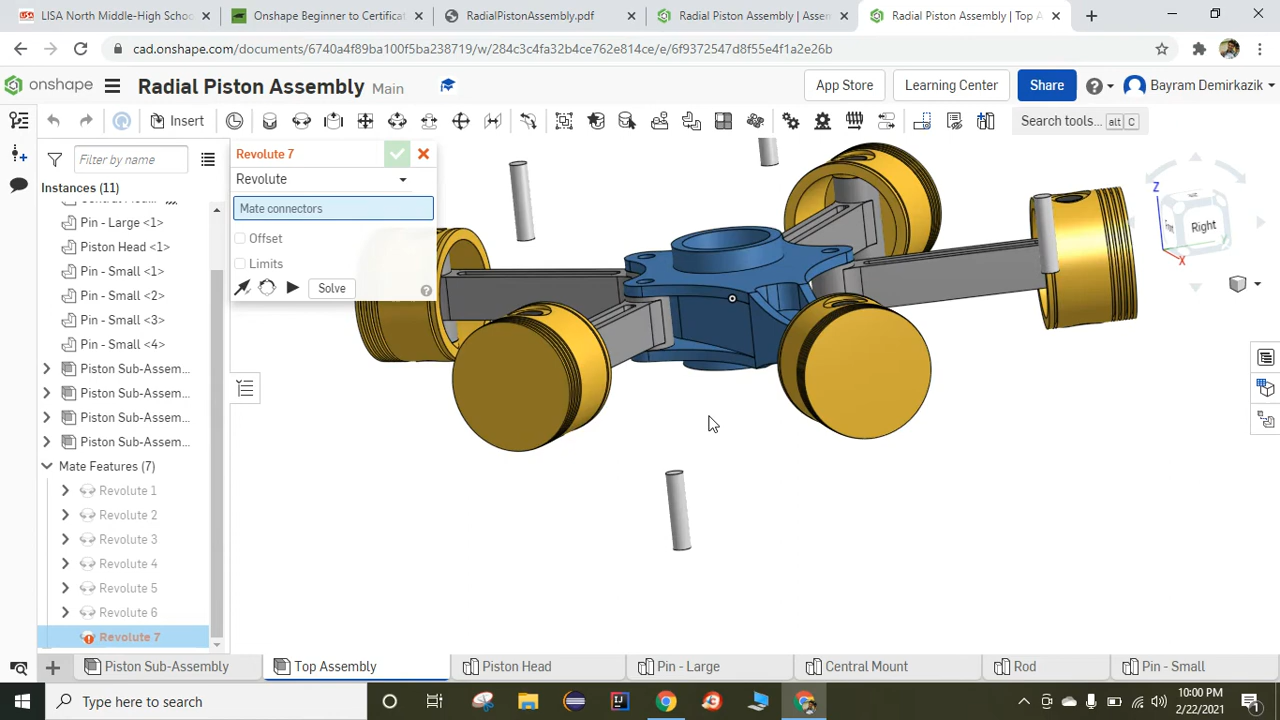 LISA North Middle-High Schoo
Onshape Beginner to Certificat
RadialPistonAssembly.pdf
Radial Piston Assembly | Assem
Radial Piston Assembly | Top A
cad.onshape.com/documents/6740a4f89ba100f5ba238719/w/284c3c4fa32b4ce762e814ce/e/6f9372547d8f55e4f1a2e26b
onshape
Radial Piston Assembly Main
App Store
Learning Center
Share
Bayram Demirkazik
Insert
Search tools... alt C
Filter by name
Instances (11)
Pin - Large <1>
Piston Head <1>
Pin - Small <1>
Pin - Small <2>
Pin - Small <3>
Pin - Small <4>
Piston Sub-Assem...
Piston Sub-Assem...
Piston Sub-Assem...
Piston Sub-Assem...
Mate Features (7)
Revolute 1
Revolute 2
Revolute 3
Revolute 4
Revolute 5
Revolute 6
Revolute 7
Revolute 7
Revolute
Mate connectors
Offset
Limits
Solve
Z
X
Right
Piston Sub-Assembly
Top Assembly
Piston Head
Pin - Large
Central Mount
Rod
Pin - Small
Type here to search
10:00 PM
2/22/2021